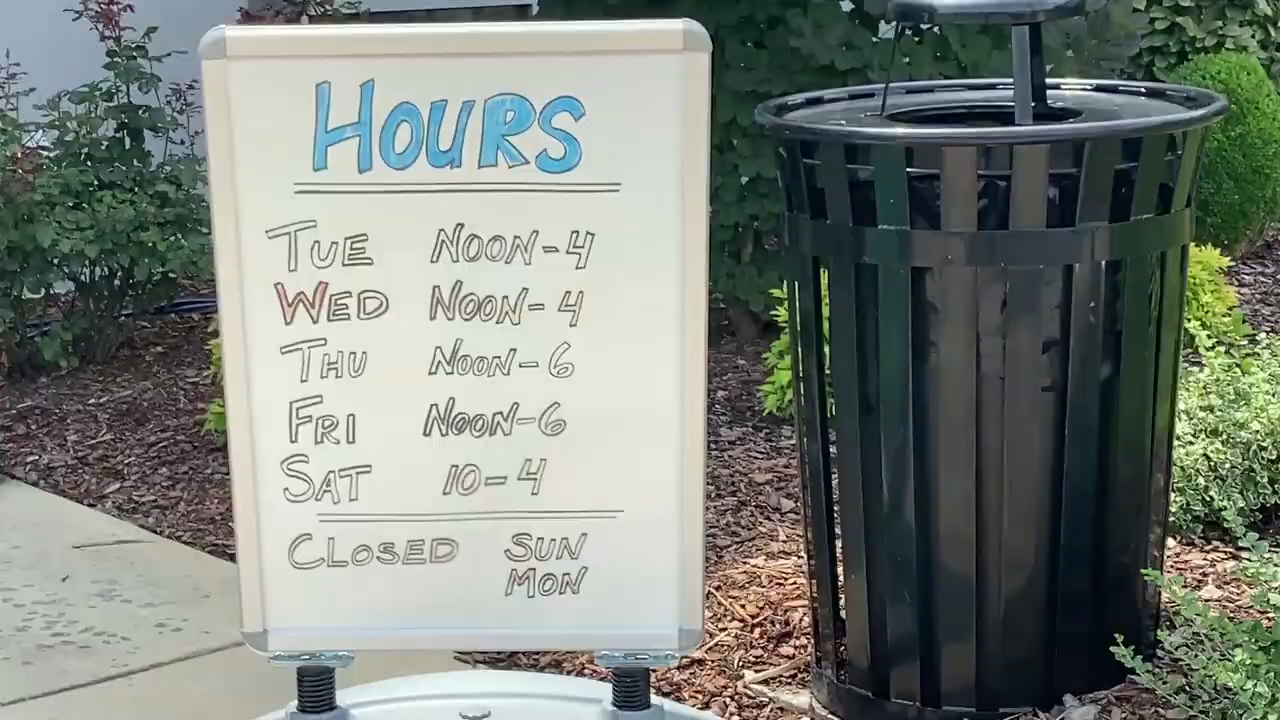 HOURS
TUE NOON-4
WED NOON-4
THU NOON-6
FRI NOON-6
SAT 10-4
CLOSED SUN
MON